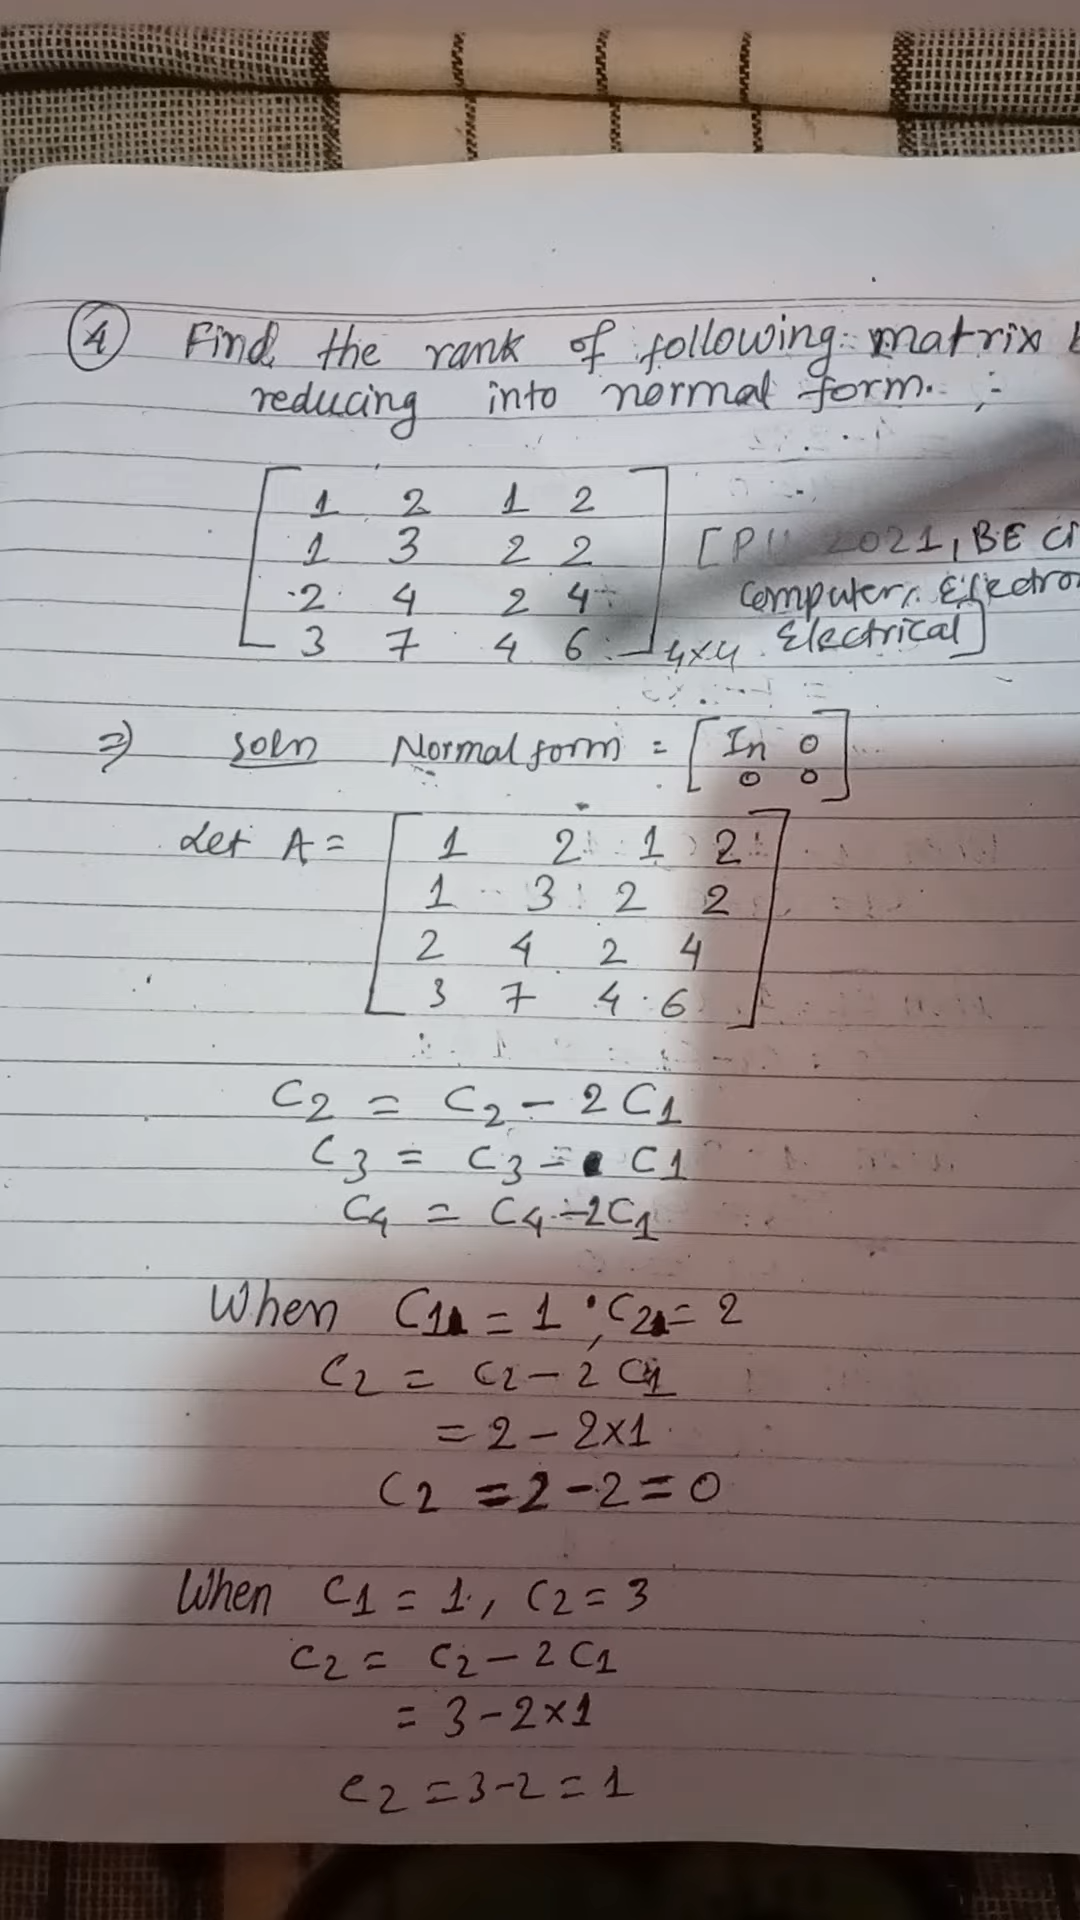 ④ Find the rank of following matrix
reducing into normal form. :-
1 2 1 2
1 3 2 2 [PU 2021, BE
2 4 2 4 Computer,
3 7 4 6 4×4 Electrical]
⇒ Soln Normal form = [In 0
0 0]
Let A = 1 2 1 2
1 3 2 2
2 4 2 4
3 7 4 6
C2 = C2 - 2C1
C3 = C3 - C1
C4 = C4 - 2C1
When C1 = 1, C2 = 2
C2 = C2 - 2C1
= 2 - 2×1
C2 = 2 - 2 = 0
When C1 = 1, C2 = 3
C2 = C2 - 2C1
= 3 - 2×1
C2 = 3-2 = 1